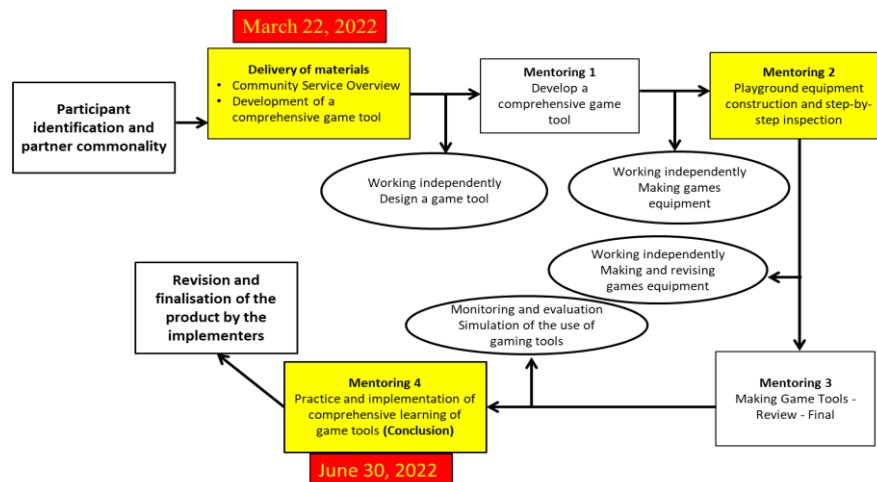 March 22, 2022
Participant
identification and
partner commonality
Delivery of materials
• Community Service Overview
• Development of a
comprehensive game tool
Mentoring 1
Develop a
comprehensive game
tool
Mentoring 2
Playground equipment
construction and step-by-
step inspection
Working independently
Design a game tool
Working independently
Making games
equipment
Working independently
Making and revising
games equipment
Mentoring 3
Making Game Tools -
Review - Final
Monitoring and evaluation
Simulation of the use of
gaming tools
Mentoring 4
Practice and implementation of
comprehensive learning of
game tools (Conclusion)
June 30, 2022
Revision and
finalisation of the
product by the
implementers